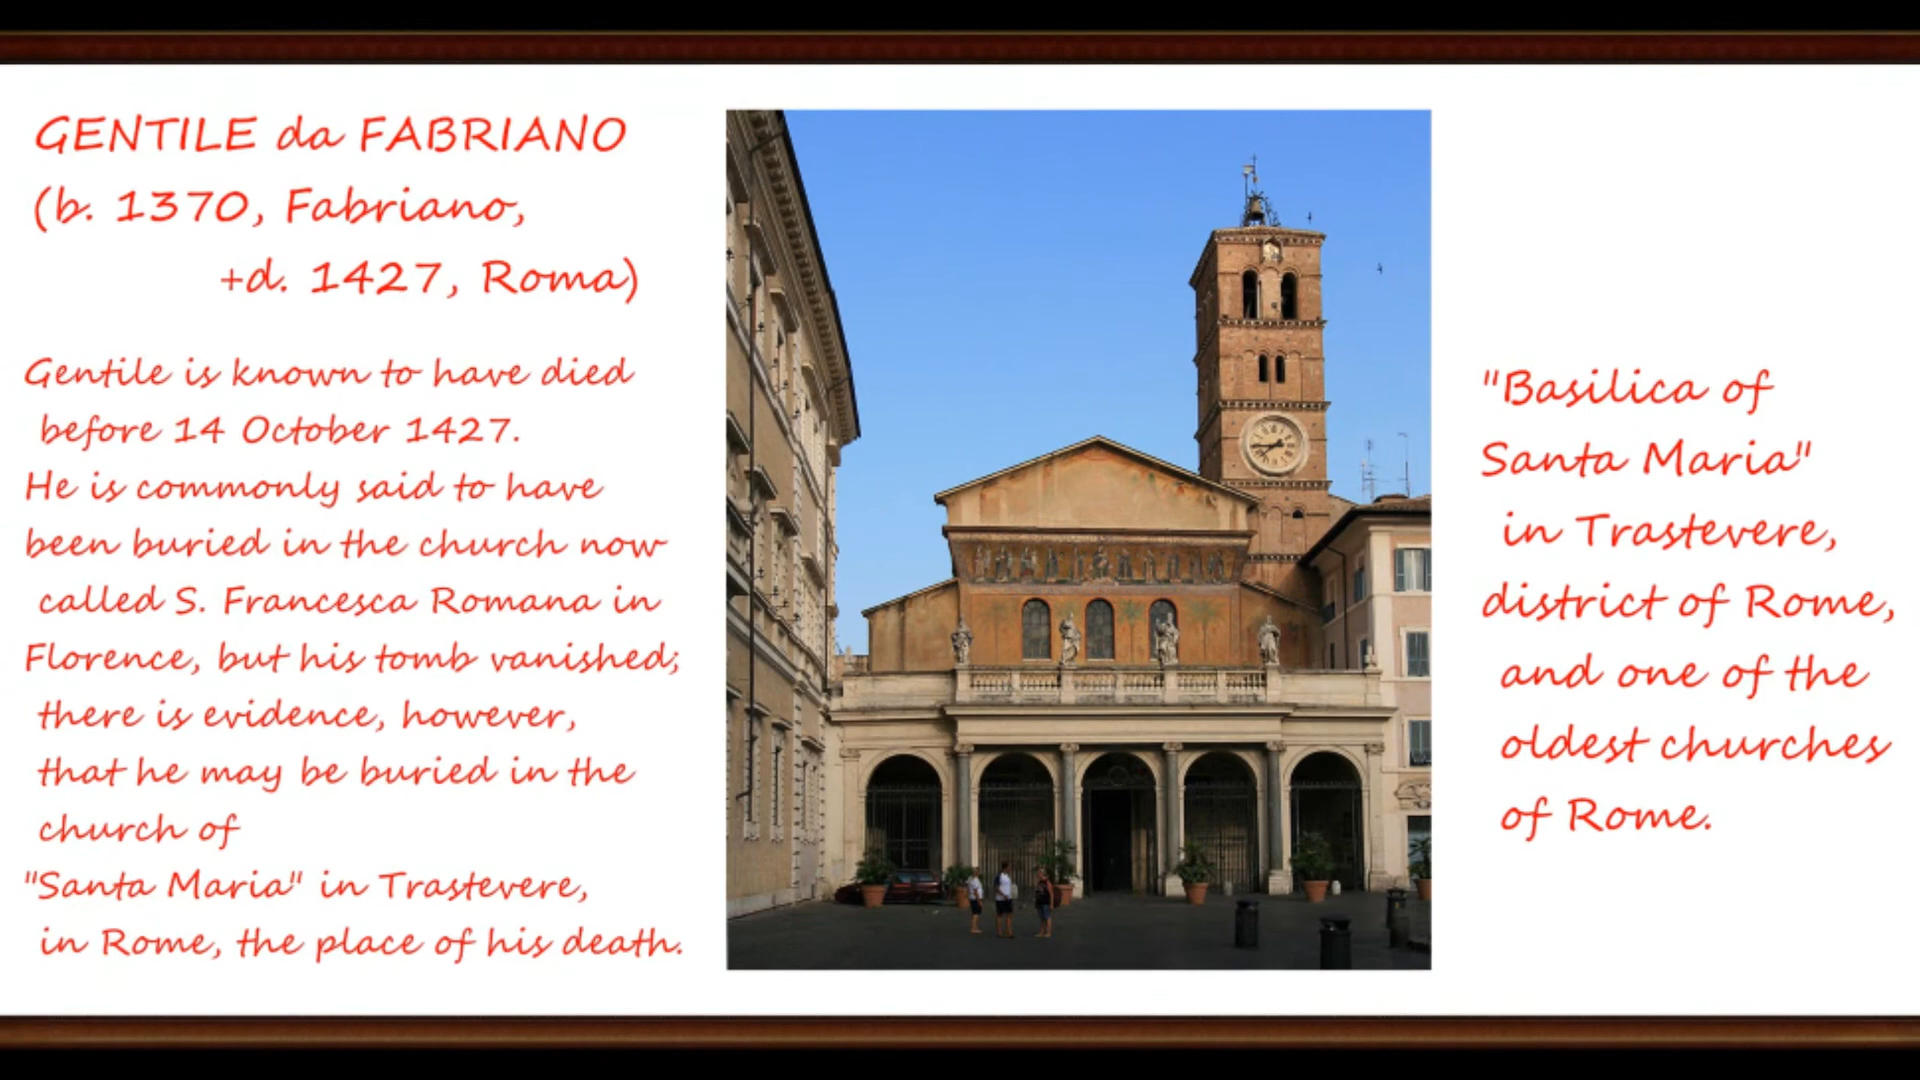 GENTILE da FABRIANO
(b. 1370, Fabriano,
+d. 1427, Roma)
Gentile is known to have died
before 14 October 1427.
He is commonly said to have
been buried in the church now
called S. Francesca Romana in
Florence, but his tomb vanished;
there is evidence, however,
that he may be buried in the
church of
"Santa Maria" in Trastevere,
in Rome, the place of his death.
"Basilica of
Santa Maria"
in Trastevere,
district of Rome,
and one of the
oldest churches
of Rome.